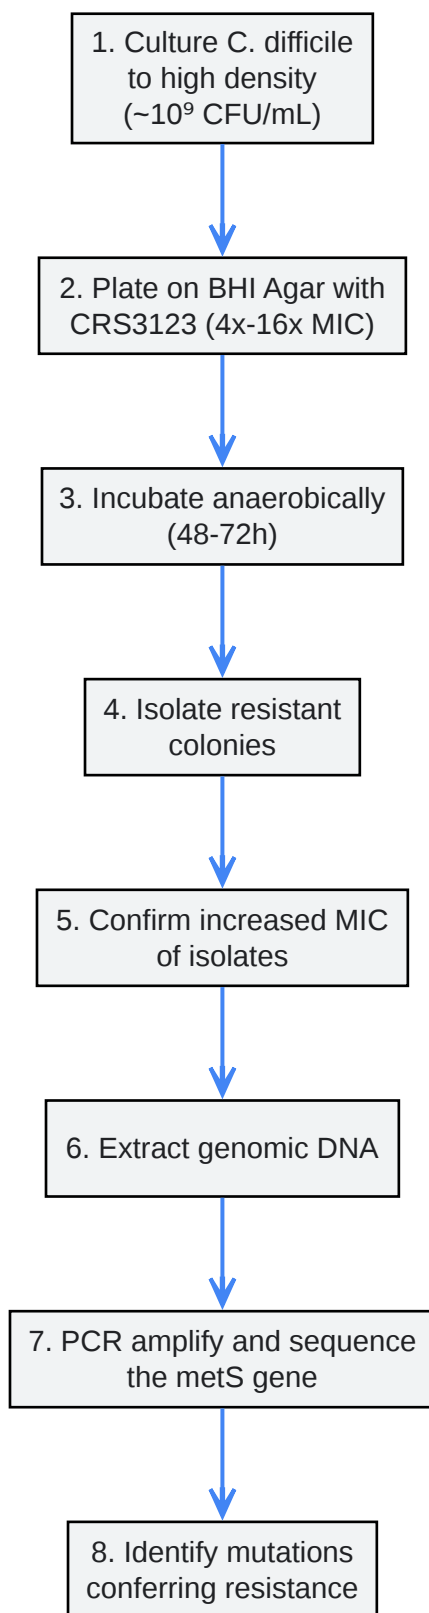 1. Culture C. difficile
to high density
(~10⁹ CFU/mL)
2. Plate on BHI Agar with
CRS3123 (4x-16x MIC)
3. Incubate anaerobically
(48-72h)
4. Isolate resistant
colonies
5. Confirm increased MIC
of isolates
6. Extract genomic DNA
7. PCR amplify and sequence
the metS gene
8. Identify mutations
conferring resistance